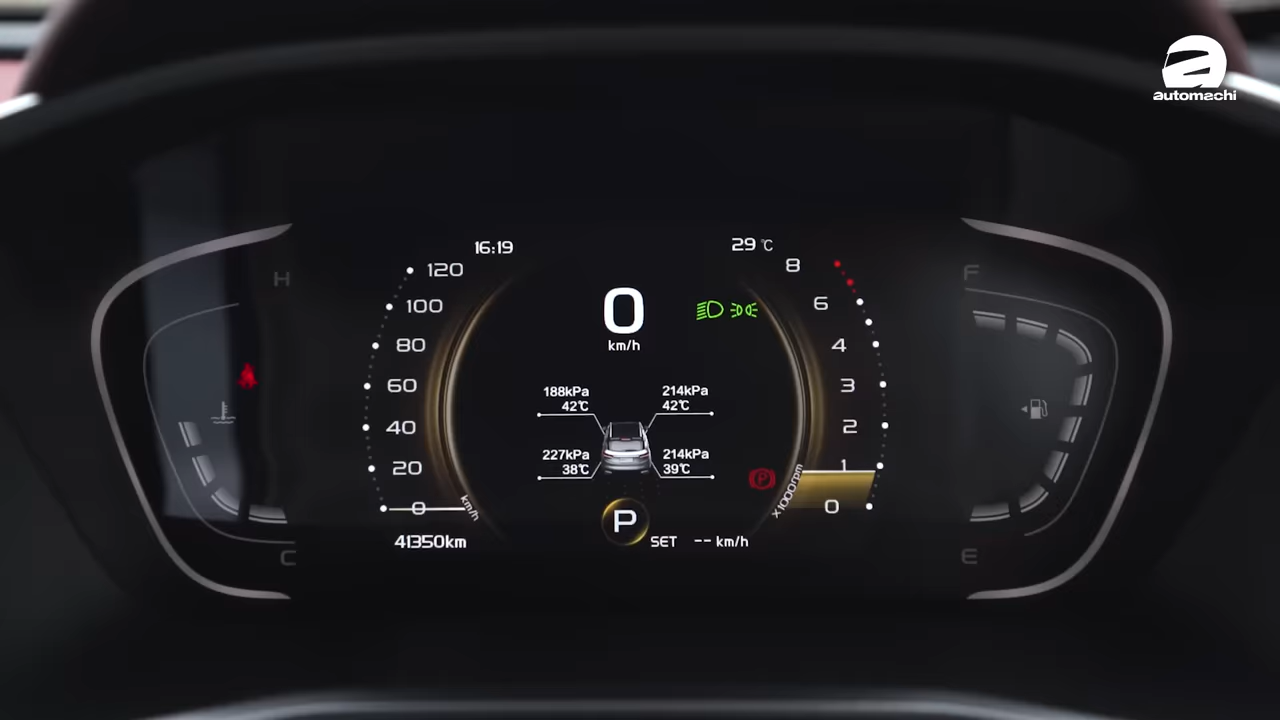 automachi
16:19
29 °C
H
120
100
80
60
40
20
0
km/h
41350km
0
km/h
188kPa
42°C
214kPa
42°C
227kPa
38°C
214kPa
39°C
P
SET -- km/h
P
8
6
4
3
2
1
0
x1000rpm
C
F
E